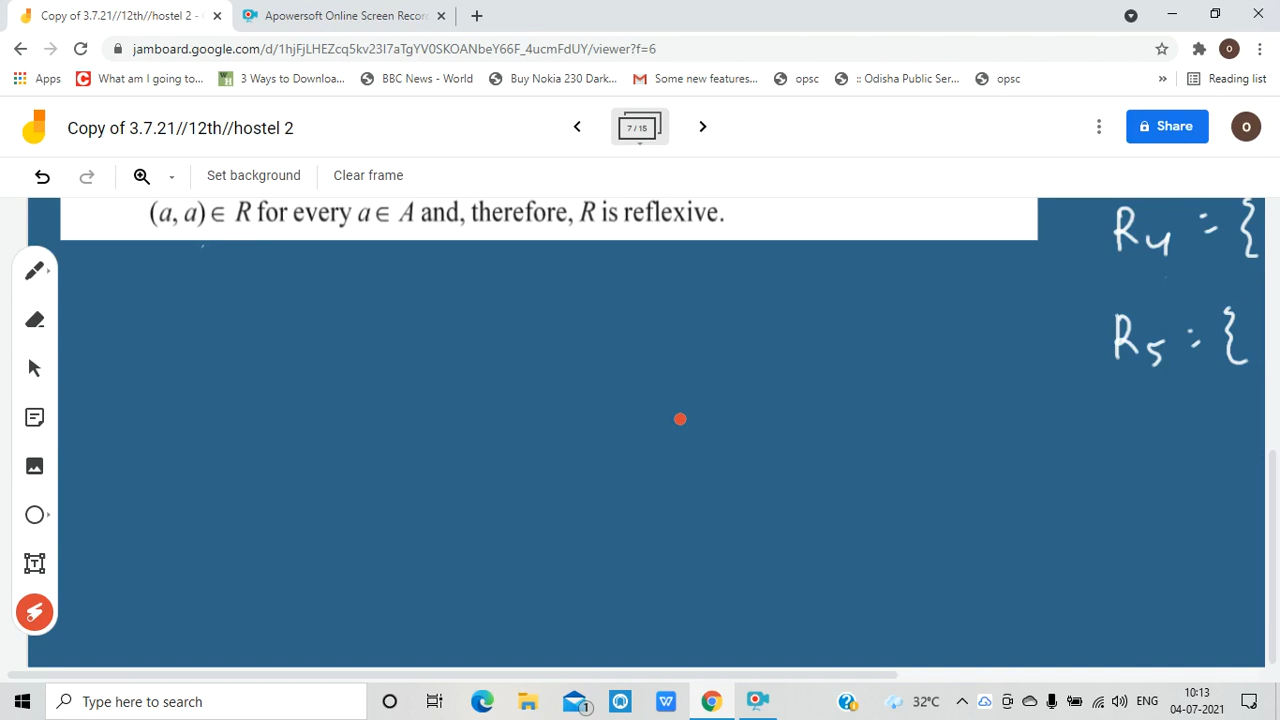 Copy of 3.7.21//12th//hostel 2 -
Apowersoft Online Screen Record
jamboard.google.com/d/1hjFjLHEZcq5kv23I7aTgYV0SKOANbeY66F_4ucmFdUY/viewer?f=6
Apps
What am I going to...
3 Ways to Downloa...
BBC News - World
Buy Nokia 230 Dark...
Some new features...
opsc
:: Odisha Public Ser...
opsc
»
Reading list
Copy of 3.7.21//12th//hostel 2
7 / 15
Share
O
Set background
Clear frame
(a, a) ∈ R for every a ∈ A and, therefore, R is reflexive.
R4 = {
R5 = {
Type here to search
32°C
ENG
10:13
04-07-2021